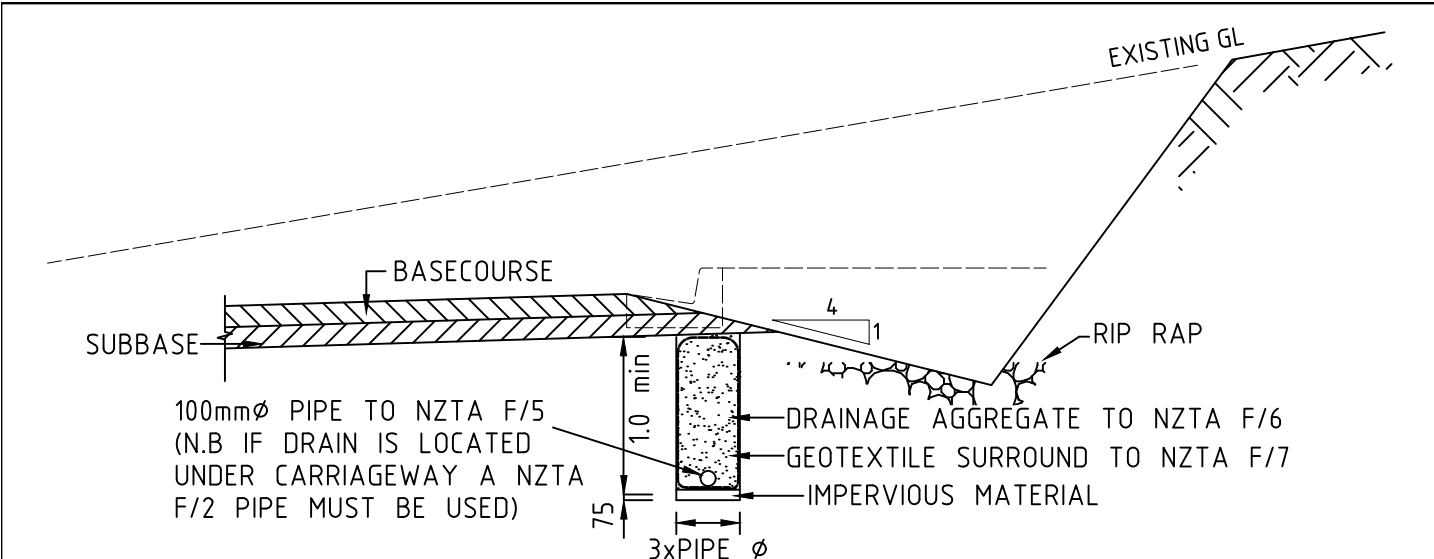 EXISTING GL
BASECOURSE
SUBBASE
4
1
RIP RAP
1.0 min
100mmØ PIPE TO NZTA F/5
(N.B IF DRAIN IS LOCATED
UNDER CARRIAGEWAY A NZTA
F/2 PIPE MUST BE USED)
DRAINAGE AGGREGATE TO NZTA F/6
GEOTEXTILE SURROUND TO NZTA F/7
IMPERVIOUS MATERIAL
75
3xPIPE Ø